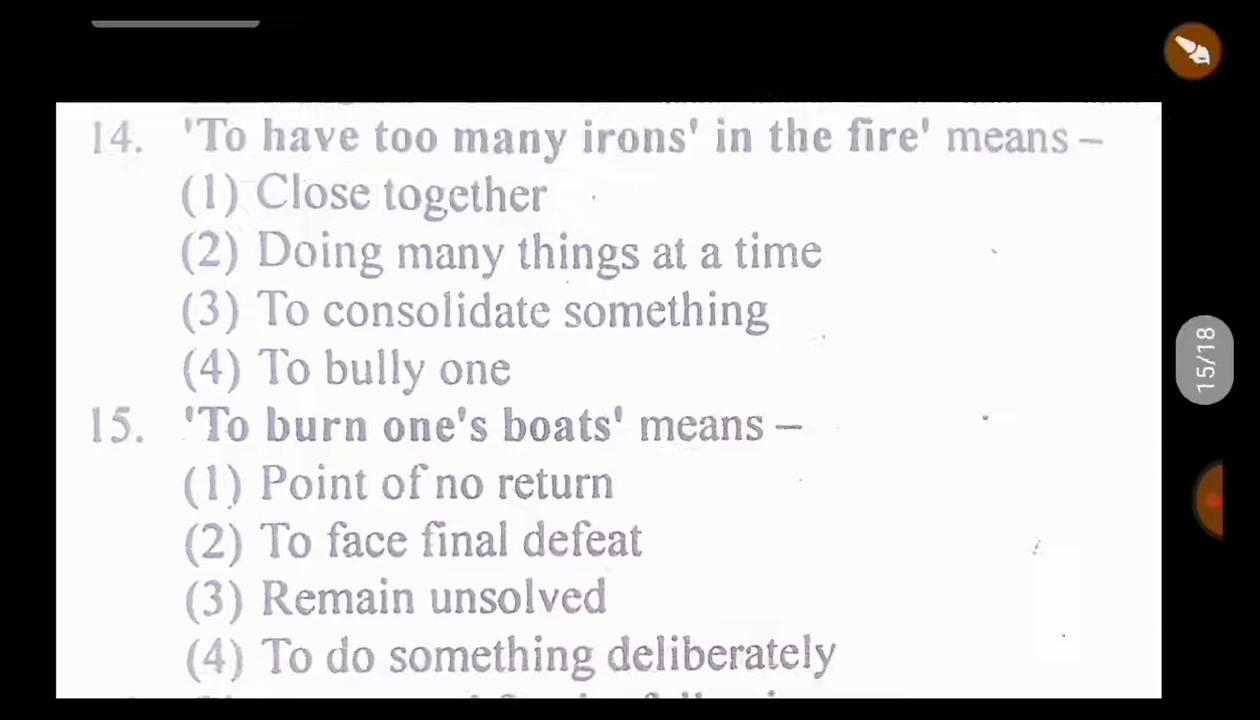 14. 'To have too many irons' in the fire' means –
(1) Close together
(2) Doing many things at a time
(3) To consolidate something
(4) To bully one
15. 'To burn one's boats' means –
(1) Point of no return
(2) To face final defeat
(3) Remain unsolved
(4) To do something deliberately
15/18